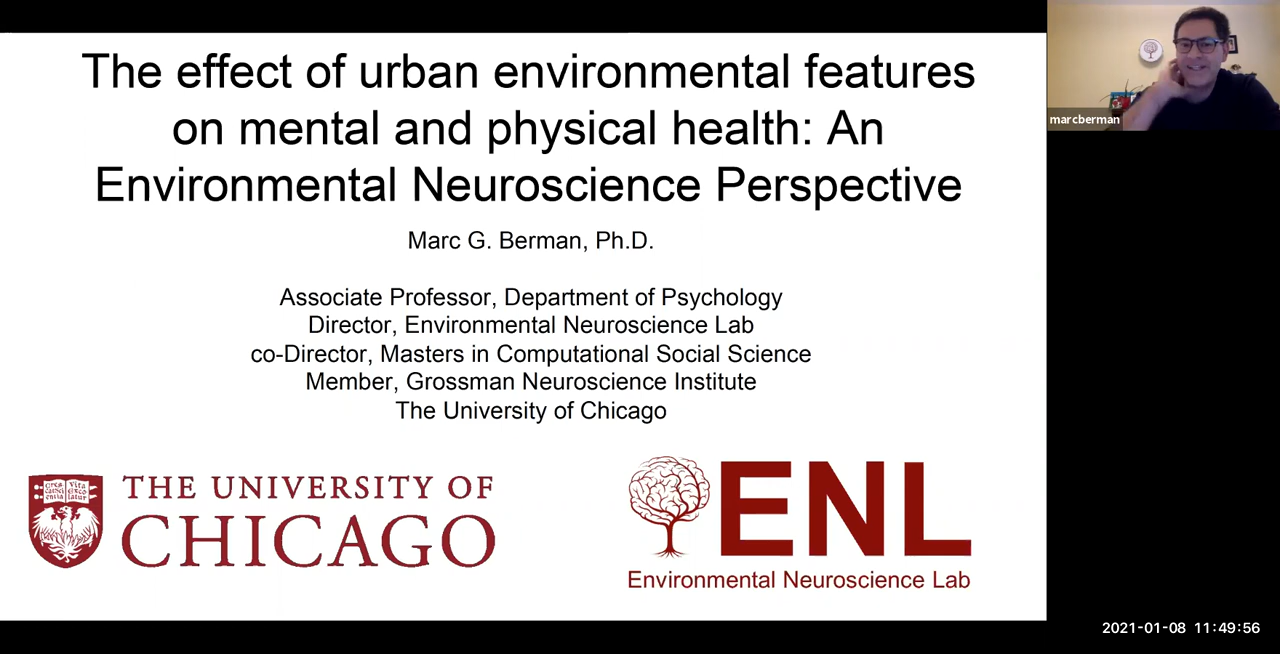 The effect of urban environmental features
on mental and physical health: An
Environmental Neuroscience Perspective
Marc G. Berman, Ph.D.
Associate Professor, Department of Psychology
Director, Environmental Neuroscience Lab
co-Director, Masters in Computational Social Science
Member, Grossman Neuroscience Institute
The University of Chicago
THE UNIVERSITY OF
CHICAGO
ENL
Environmental Neuroscience Lab
marcberman
2021-01-08 11:49:56